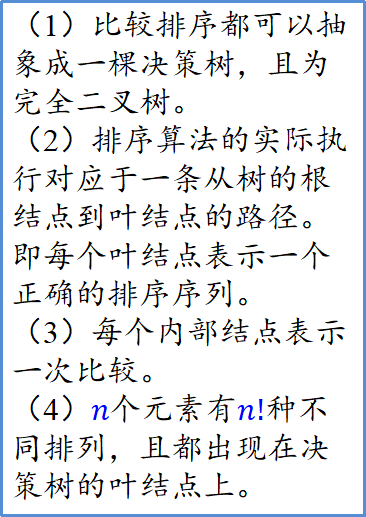 （1）比较排序都可以抽
象成一棵决策树，且为
完全二叉树。
（2）排序算法的实际执
行对应于一条从树的根
结点到叶结点的路径。
即每个叶结点表示一个
正确的排序序列。
（3）每个内部结点表示
一次比较。
（4）n个元素有n!种不
同排列，且都出现在决
策树的叶结点上。